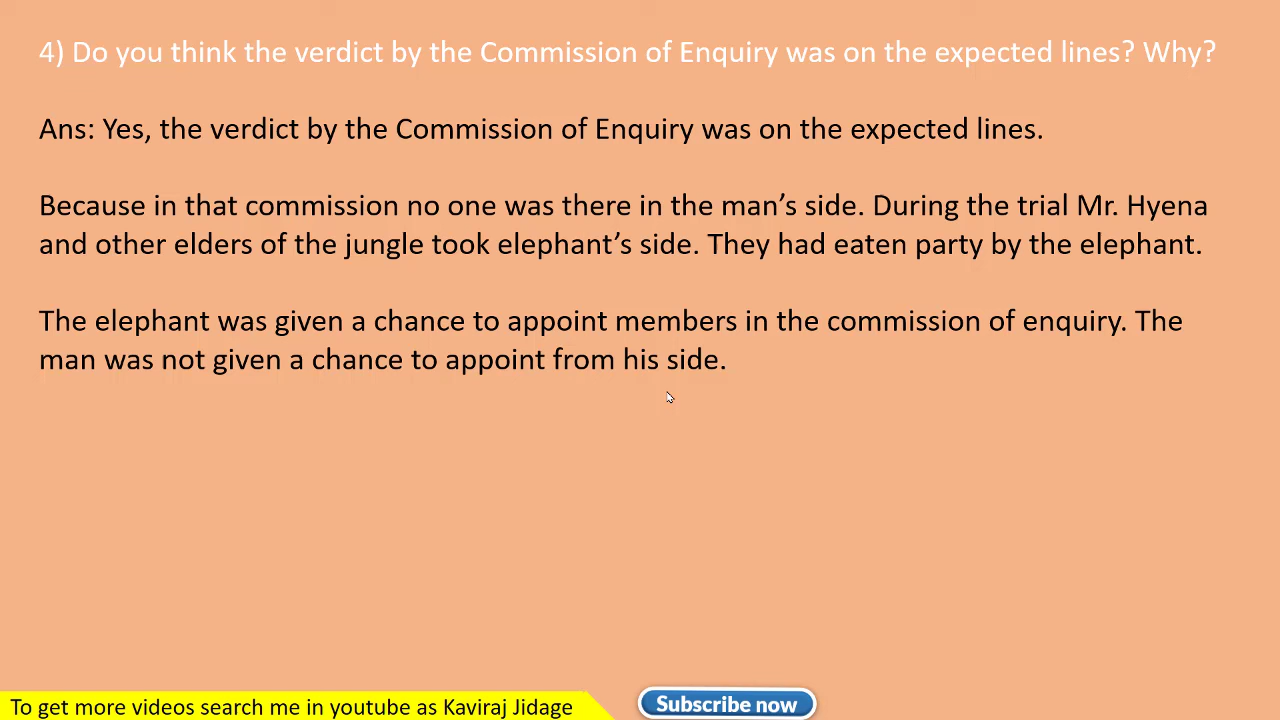 4) Do you think the verdict by the Commission of Enquiry was on the expected lines? Why?
Ans: Yes, the verdict by the Commission of Enquiry was on the expected lines.
Because in that commission no one was there in the man’s side. During the trial Mr. Hyena
and other elders of the jungle took elephant’s side. They had eaten party by the elephant.
The elephant was given a chance to appoint members in the commission of enquiry. The
man was not given a chance to appoint from his side.
To get more videos search me in youtube as Kaviraj Jidage
Subscribe now